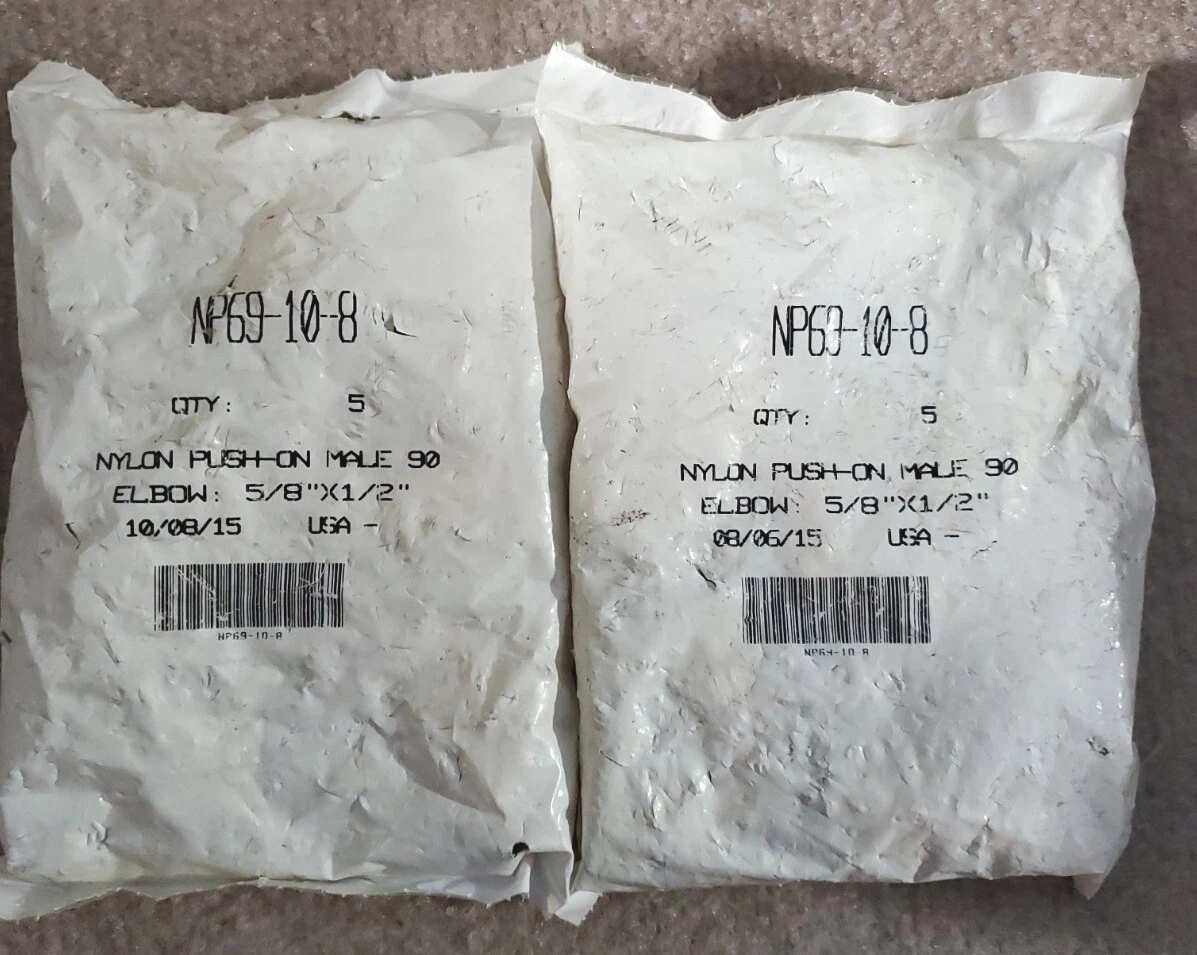 NP69-10-8
QTY: 5
NYLON PUSH-ON MALE 90
ELBOW: 5/8"X1/2"
10/08/15 USA -
NP69-10-8
NP69-10-8
QTY: 5
NYLON PUSH-ON MALE 90
ELBOW: 5/8"X1/2"
08/06/15 USA -
NP69-10-8